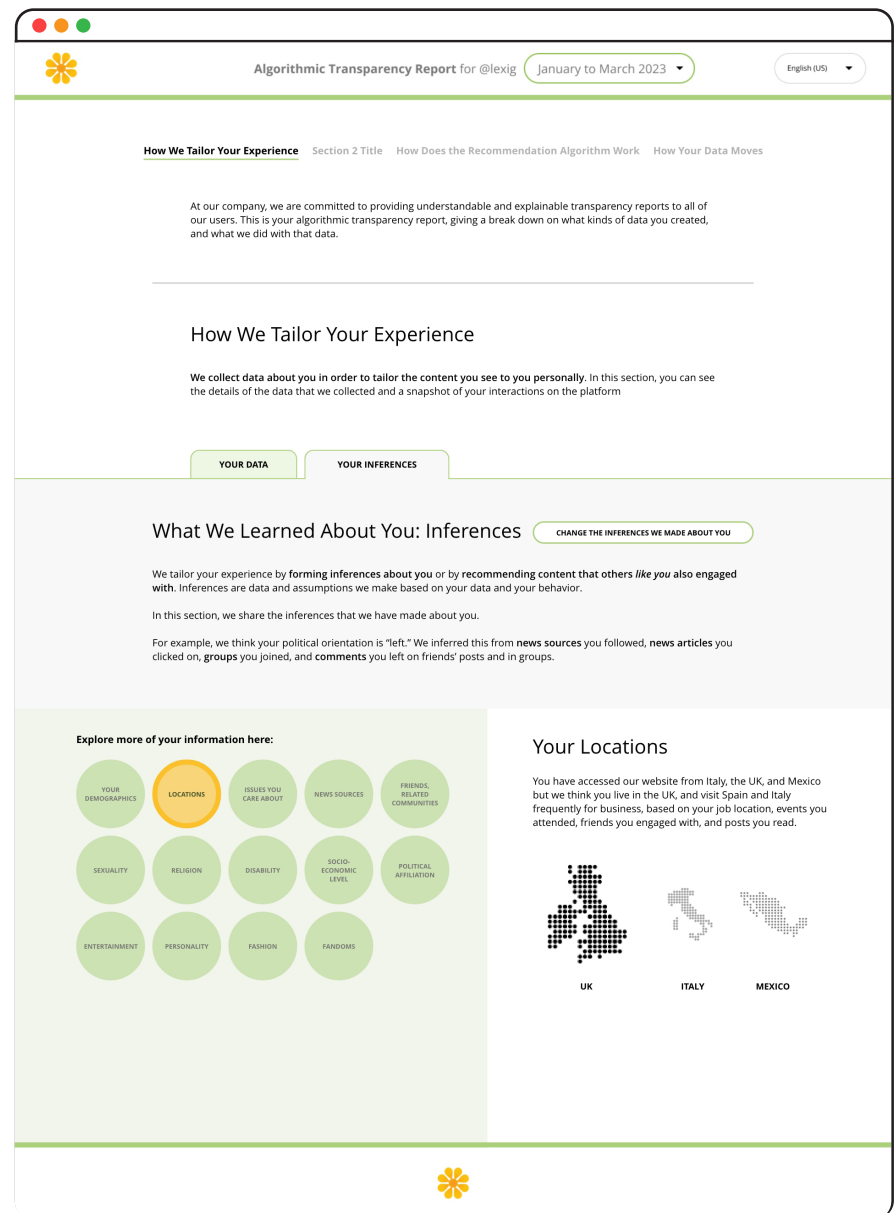 Algorithmic Transparency Report for @lexig
January to March 2023
English (US)
How We Tailor Your Experience
Section 2 Title
How Does the Recommendation Algorithm Work
How Your Data Moves
At our company, we are committed to providing understandable and explainable transparency reports to all of
our users. This is your algorithmic transparency report, giving a break down on what kinds of data you created,
and what we did with that data.
How We Tailor Your Experience
We collect data about you in order to tailor the content you see to you personally. In this section, you can see
the details of the data that we collected and a snapshot of your interactions on the platform
YOUR DATA
YOUR INFERENCES
What We Learned About You: Inferences
CHANGE THE INFERENCES WE MADE ABOUT YOU
We tailor your experience by forming inferences about you or by recommending content that others like you also engaged
with. Inferences are data and assumptions we make based on your data and your behavior.
In this section, we share the inferences that we have made about you.
For example, we think your political orientation is “left.” We inferred this from news sources you followed, news articles you
clicked on, groups you joined, and comments you left on friends’ posts and in groups.
Explore more of your information here:
YOUR
DEMOGRAPHICS
LOCATIONS
ISSUES YOU
CARE ABOUT
NEWS SOURCES
FRIENDS,
RELATED
COMMUNITIES
SEXUALITY
RELIGION
DISABILITY
SOCIO-
ECONOMIC
LEVEL
POLITICAL
AFFILIATION
ENTERTAINMENT
PERSONALITY
FASHION
FANDOMS
Your Locations
You have accessed our website from Italy, the UK, and Mexico
but we think you live in the UK, and visit Spain and Italy
frequently for business, based on your job location, events you
attended, friends you engaged with, and posts you read.
UK
ITALY
MEXICO